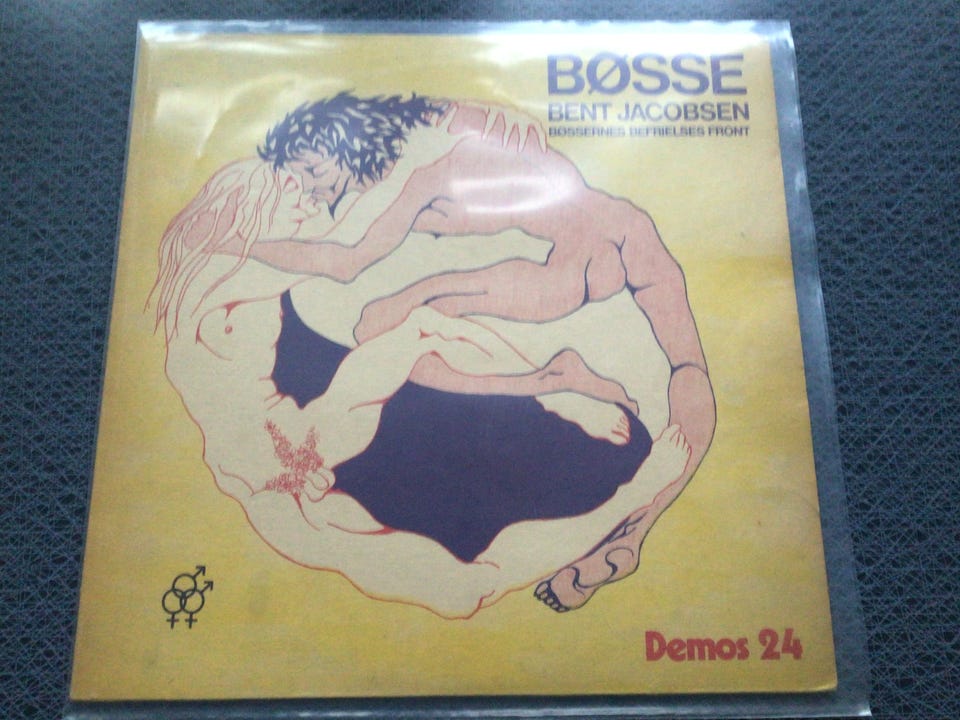 BØSSE
BENT JACOBSEN
BØSSERNES BEFRIELSES FRONT
Demos 24